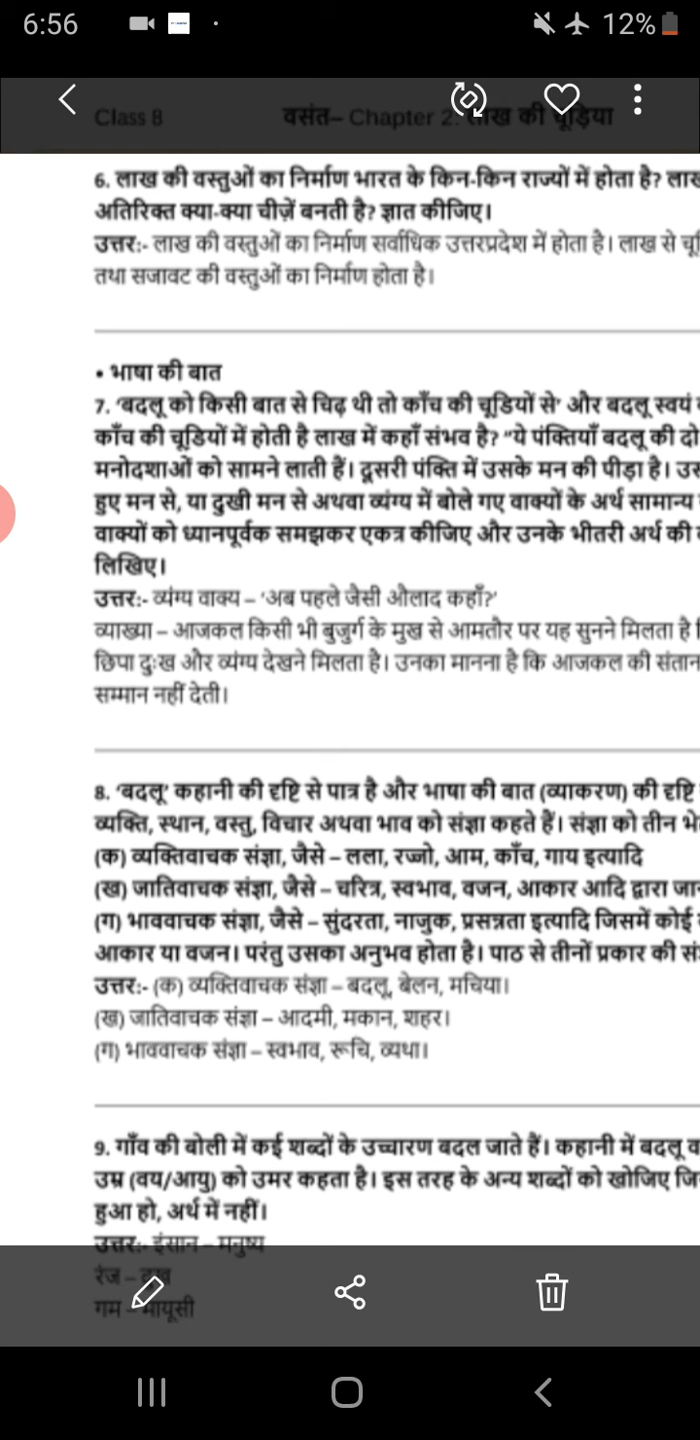 6:56
12%
Class 8 वसंत– Chapter 2: लाख की चूड़िया
6. लाख की वस्तुओं का निर्माण भारत के किन-किन राज्यों में होता है? लाख
अतिरिक्त क्या-क्या चीज़ें बनती है? ज्ञात कीजिए।
उत्तर:- लाख की वस्तुओं का निर्माण सर्वाधिक उत्तरप्रदेश में होता है। लाख से
तथा सजावट की वस्तुओं का निर्माण होता है।
• भाषा की बात
7. 'बदलू को किसी बात से चिढ़ थी तो काँच की चूडियों से' और बदलू स्वयं
काँच की चूडियों में होती है लाख में कहाँ संभव है? "ये पंक्तियाँ बदलू की दो
मनोदशाओं को सामने लाती हैं। दूसरी पंक्ति में उसके मन की पीड़ा है।
हुए मन से, या दुखी मन से अथवा व्यंग्य में बोले गए वाक्यों के अर्थ सामान्य
वाक्यों को ध्यानपूर्वक समझकर एकत्र कीजिए और उनके भीतरी अर्थ की
लिखिए।
उत्तर:- व्यंग्य वाक्य – 'अब पहले जैसी औलाद कहाँ?'
व्याख्या – आजकल किसी भी बुजुर्ग के मुख से आमतौर पर यह सुनने मिलता है
छिपा दुःख और व्यंग्य देखने मिलता है। उनका मानना है कि आजकल की संतान
सम्मान नहीं देती।
8. 'बदलू' कहानी की दृष्टि से पात्र है और भाषा की बात (व्याकरण) की दृष्टि
व्यक्ति, स्थान, वस्तु, विचार अथवा भाव को संज्ञा कहते हैं। संज्ञा को तीन
(क) व्यक्तिवाचक संज्ञा, जैसे – लला, रज्जो, आम, काँच, गाय इत्यादि
(ख) जातिवाचक संज्ञा, जैसे – चरित्र, स्वभाव, वजन, आकार आदि द्वारा
(ग) भाववाचक संज्ञा, जैसे – सुंदरता, नाजुक, प्रसन्नता इत्यादि जिसमें कोई
आकार या वजन। परंतु उसका अनुभव होता है। पाठ से तीनों प्रकार की
उत्तर:- (क) व्यक्तिवाचक संज्ञा – बदलू, बेलन, मचिया।
(ख) जातिवाचक संज्ञा – आदमी, मकान, शहर।
(ग) भाववाचक संज्ञा – स्वभाव, रूचि, व्यथा।
9. गाँव की बोली में कई शब्दों के उच्चारण बदल जाते हैं। कहानी में बदलू
उम्र (वय/आयु) को उमर कहता है। इस तरह के अन्य शब्दों को खोजिए
हुआ हो, अर्थ में नहीं।
उत्तर:- इंसान – मनुष्य
रंज – दुख
गम – मायूसी